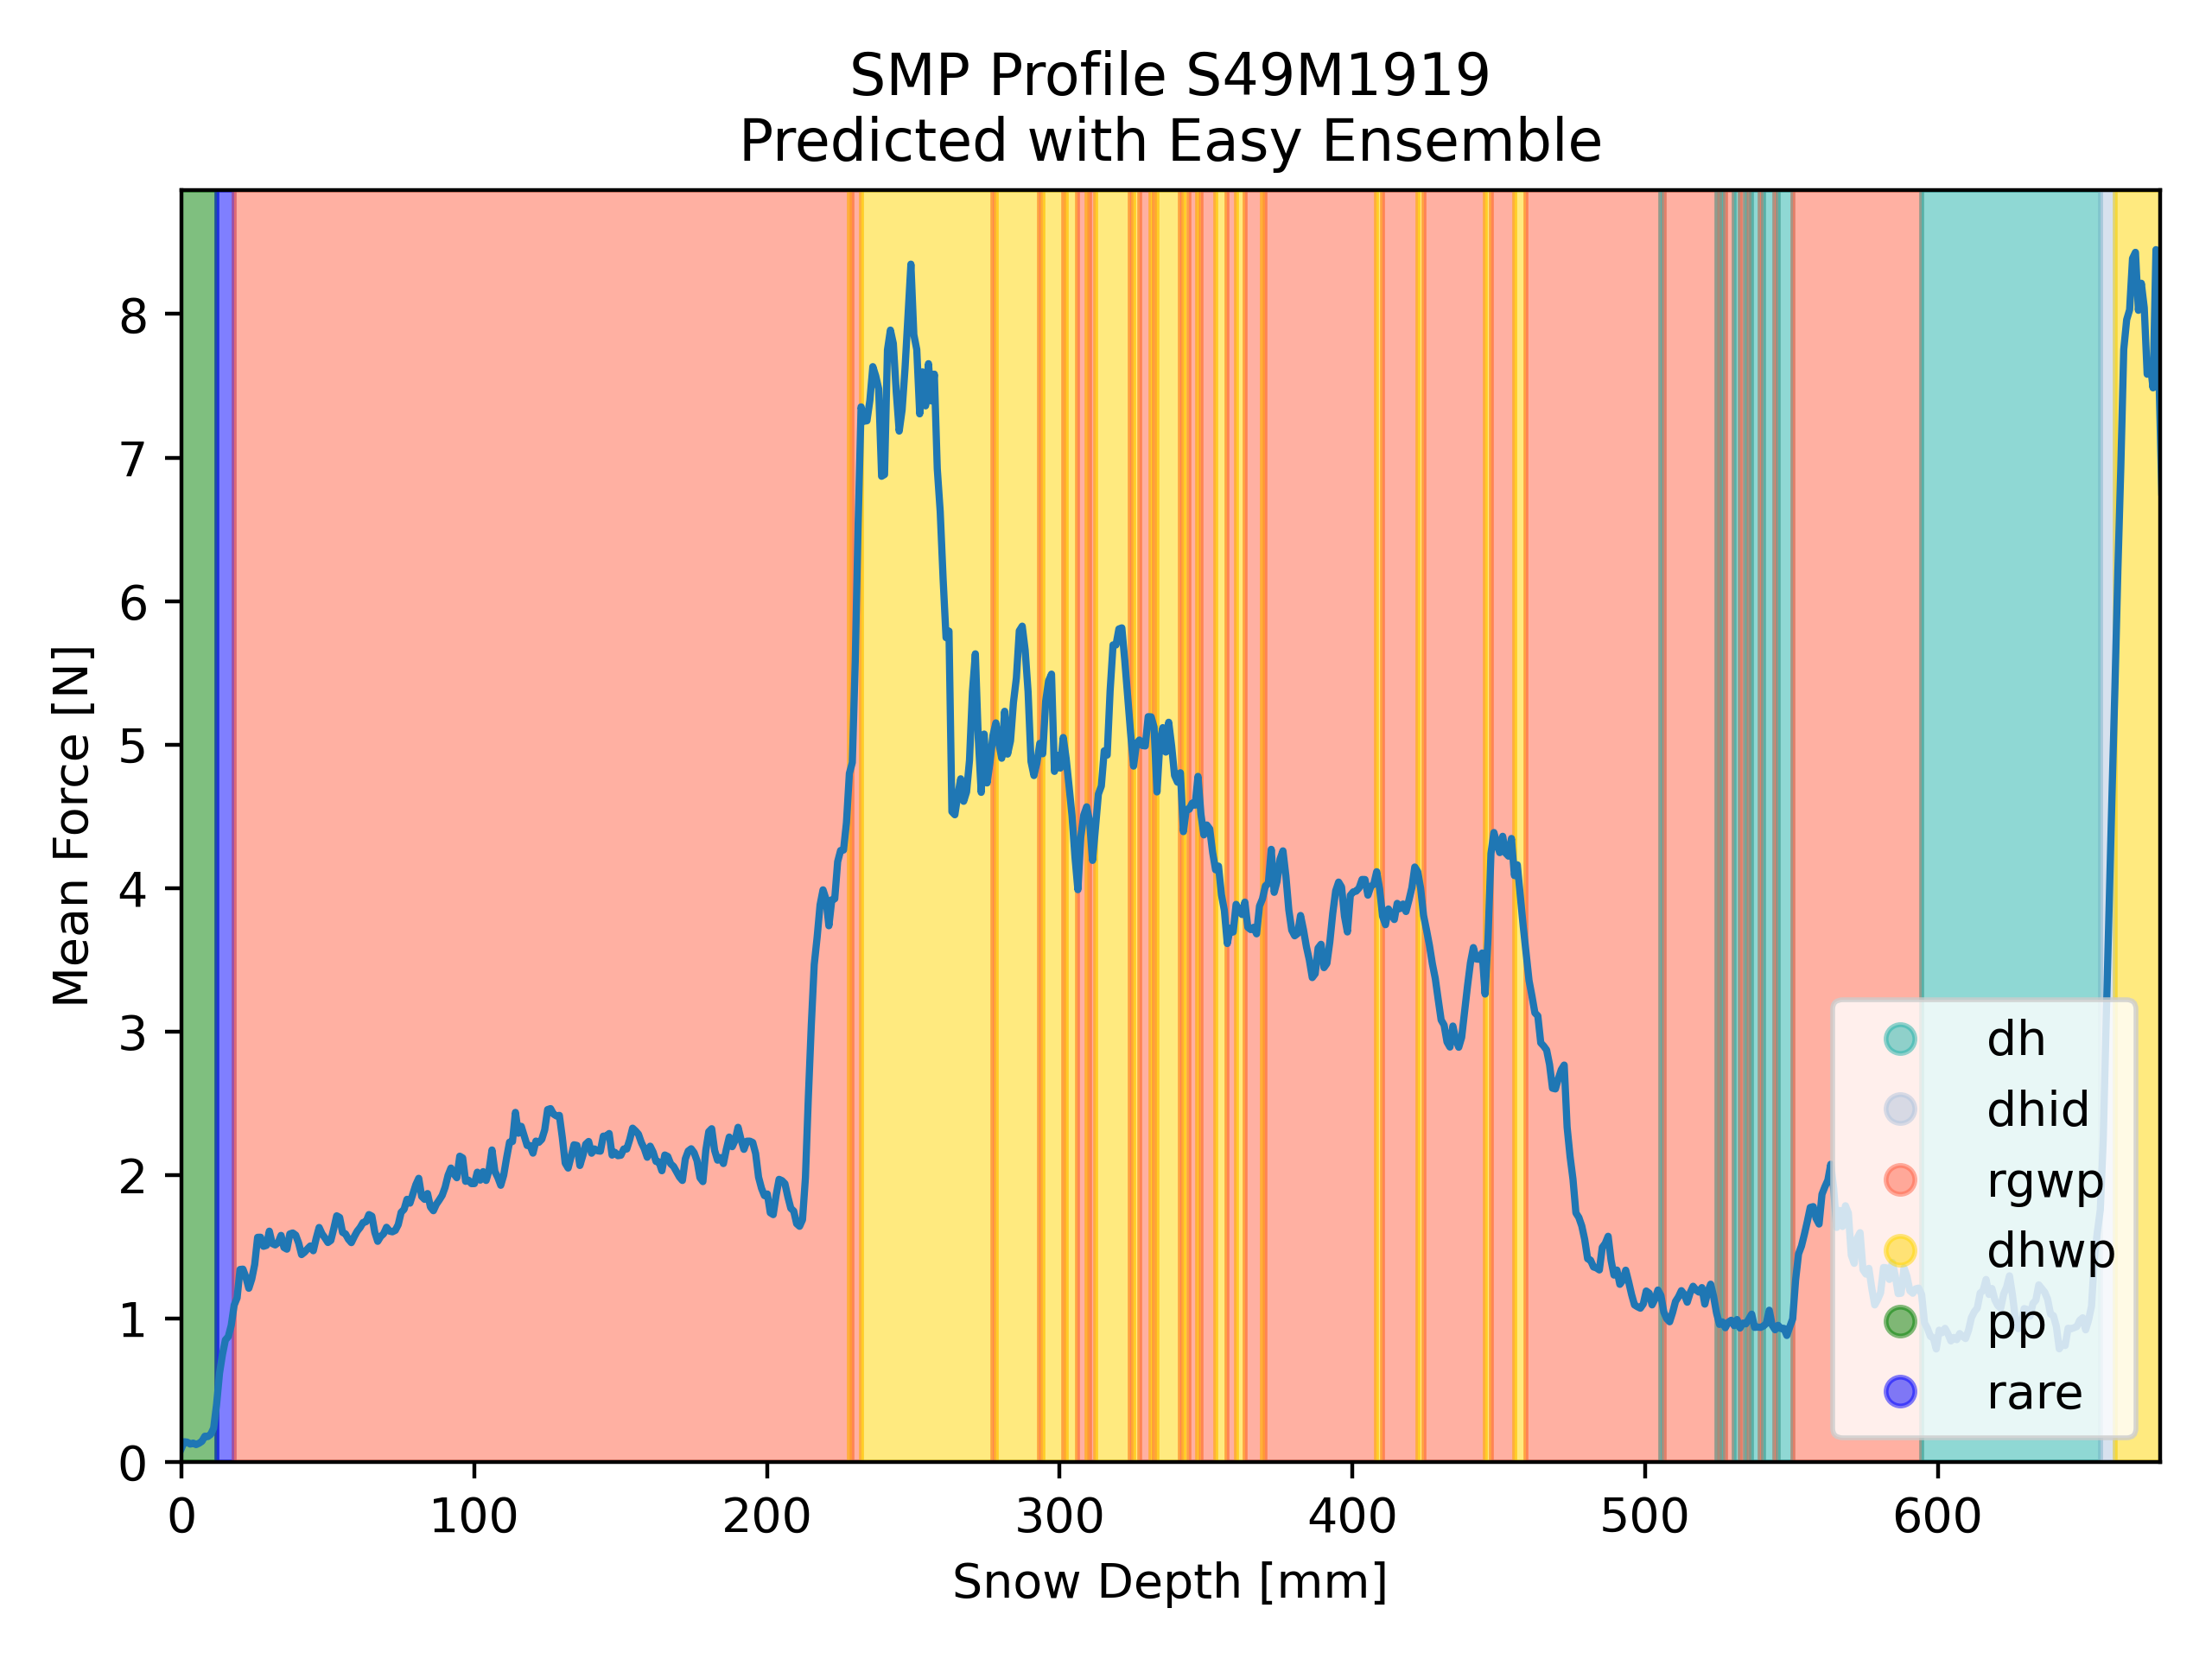 SMP Profile S49M1919
Predicted with Easy Ensemble
Mean Force [N]
8
7
6
5
4
3
2
1
0
dh
dhid
rgwp
dhwp
pp
rare
0 100 200 300 400 500 600
Snow Depth [mm]